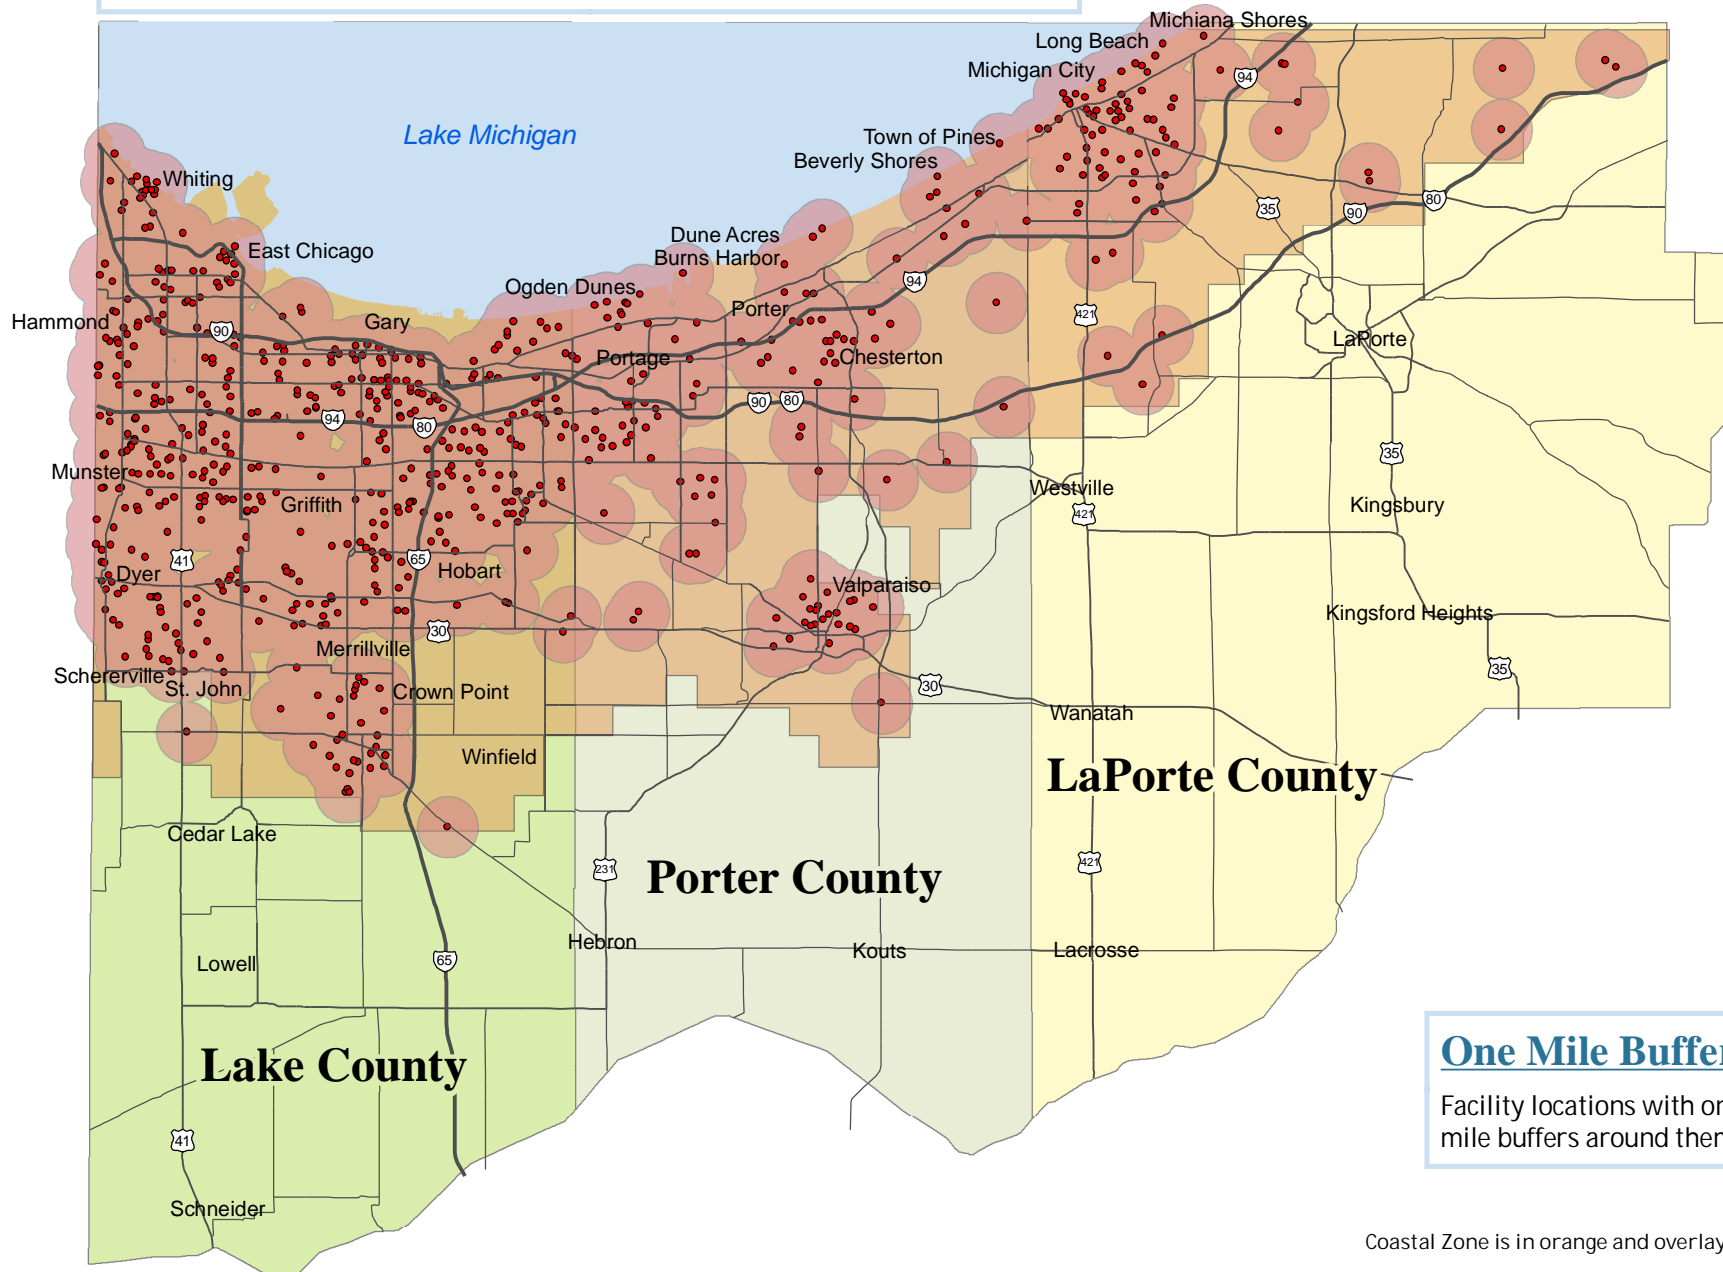 Michiana Shores
Long Beach
Michigan City
94
Lake Michigan
Town of Pines
Beverly Shores
Whiting
80
35
90
Dune Acres
East Chicago
Burns Harbor
94
Ogden Dunes
Porter
421
Hammond
90
Gary
LaPorte
Portage
Chesterton
90
80
94
80
35
Munster
Westville
Griffith
Kingsbury
421
41
65
Dyer
Hobart
Valparaiso
Kingsford Heights
30
Merrillville
35
Schererville
St. John
Crown Point
30
Wanatah
Winfield
LaPorte County
Cedar Lake
421
231
Porter County
Hebron
Kouts
Lacrosse
Lowell
65
One Mile Buffer
Lake County
Facility locations with
mile buffers around
41
Schneider
Coastal Zone is in orange and overlay